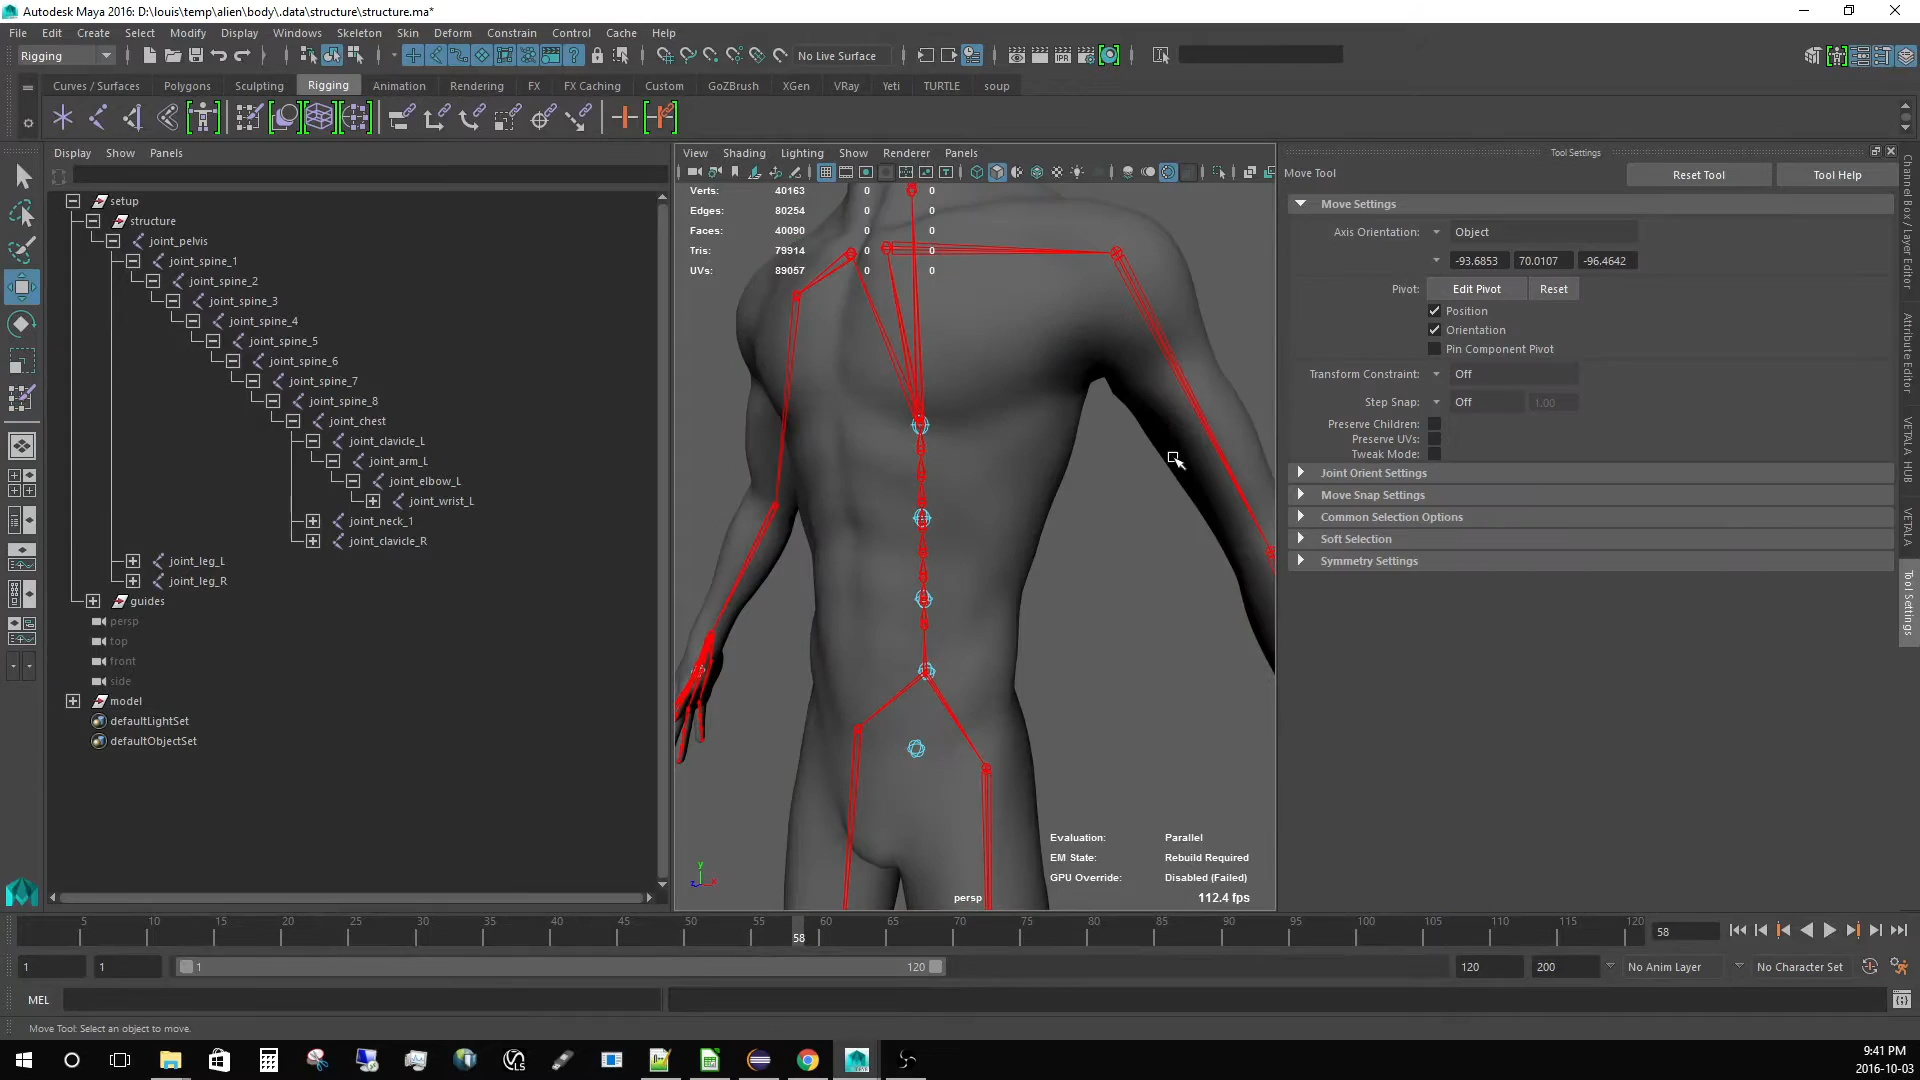 Autodesk Maya 2016: D:\louis\temp\alien\body\.data\structure\structure.ma*
File Edit Create Select Modify Display Windows Skeleton Skin Deform Constrain Control Cache Help
Rigging No Live Surface
Curves / Surfaces Polygons Sculpting Rigging Animation Rendering FX FX Caching Custom GoZBrush XGen VRay Yeti TURTLE soup
Display Show Panels
setup
structure
joint_pelvis
joint_spine_1
joint_spine_2
joint_spine_3
joint_spine_4
joint_spine_5
joint_spine_6
joint_spine_7
joint_spine_8
joint_chest
joint_clavicle_L
joint_arm_L
joint_elbow_L
joint_wrist_L
joint_neck_1
joint_clavicle_R
joint_leg_L
joint_leg_R
guides
persp
top
front
side
model
defaultLightSet
defaultObjectSet
View Shading Lighting Show Renderer Panels
Verts: 40163 0 0
Edges: 80254 0 0
Faces: 40090 0 0
Tris: 79914 0 0
UVs: 89057 0 0
y
z x
Evaluation: Parallel
EM State: Rebuild Required
GPU Override: Disabled (Failed)
persp 112.4 fps
Tool Settings
Move Tool Reset Tool Tool Help
Move Settings
Axis Orientation: Object
-93.6853 70.0107 -96.4642
Pivot: Edit Pivot Reset
Position
Orientation
Pin Component Pivot
Transform Constraint: Off
Step Snap: Off 1.00
Preserve Children:
Preserve UVs:
Tweak Mode:
Joint Orient Settings
Move Snap Settings
Common Selection Options
Soft Selection
Symmetry Settings
Channel Box / Layer Editor
Attribute Editor
VETALA HUB
VETALA
Tool Settings
5 10 15 20 25 30 35 40 45 50 55 60 65 70 75 80 85 90 95 100 105 110 115 120
58 58
1 1 1 120 120 200 No Anim Layer No Character Set
MEL
Move Tool: Select an object to move.
9:41 PM
2016-10-03